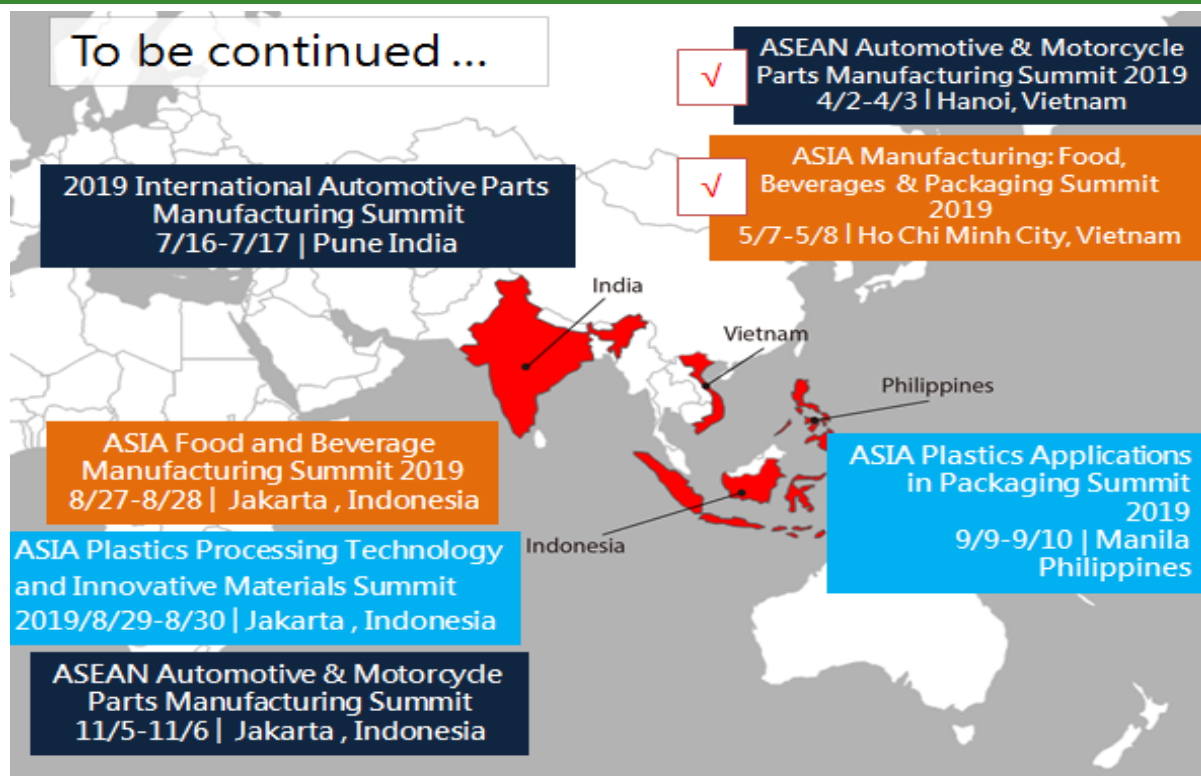 To be continued ...
√
ASEAN Automotive & Motorcycle
Parts Manufacturing Summit 2019
4/2-4/3 | Hanoi, Vietnam
√
ASIA Manufacturing: Food,
Beverages & Packaging Summit
2019
5/7-5/8 | Ho Chi Minh City, Vietnam
2019 International Automotive Parts
Manufacturing Summit
7/16-7/17 | Pune India
India
Vietnam
Philippines
Indonesia
ASIA Food and Beverage
Manufacturing Summit 2019
8/27-8/28 | Jakarta , Indonesia
ASIA Plastics Processing Technology
and Innovative Materials Summit
2019/8/29-8/30 | Jakarta , Indonesia
ASEAN Automotive & Motorcycle
Parts Manufacturing Summit
11/5-11/6 | Jakarta , Indonesia
ASIA Plastics Applications
in Packaging Summit
2019
9/9-9/10 | Manila
Philippines